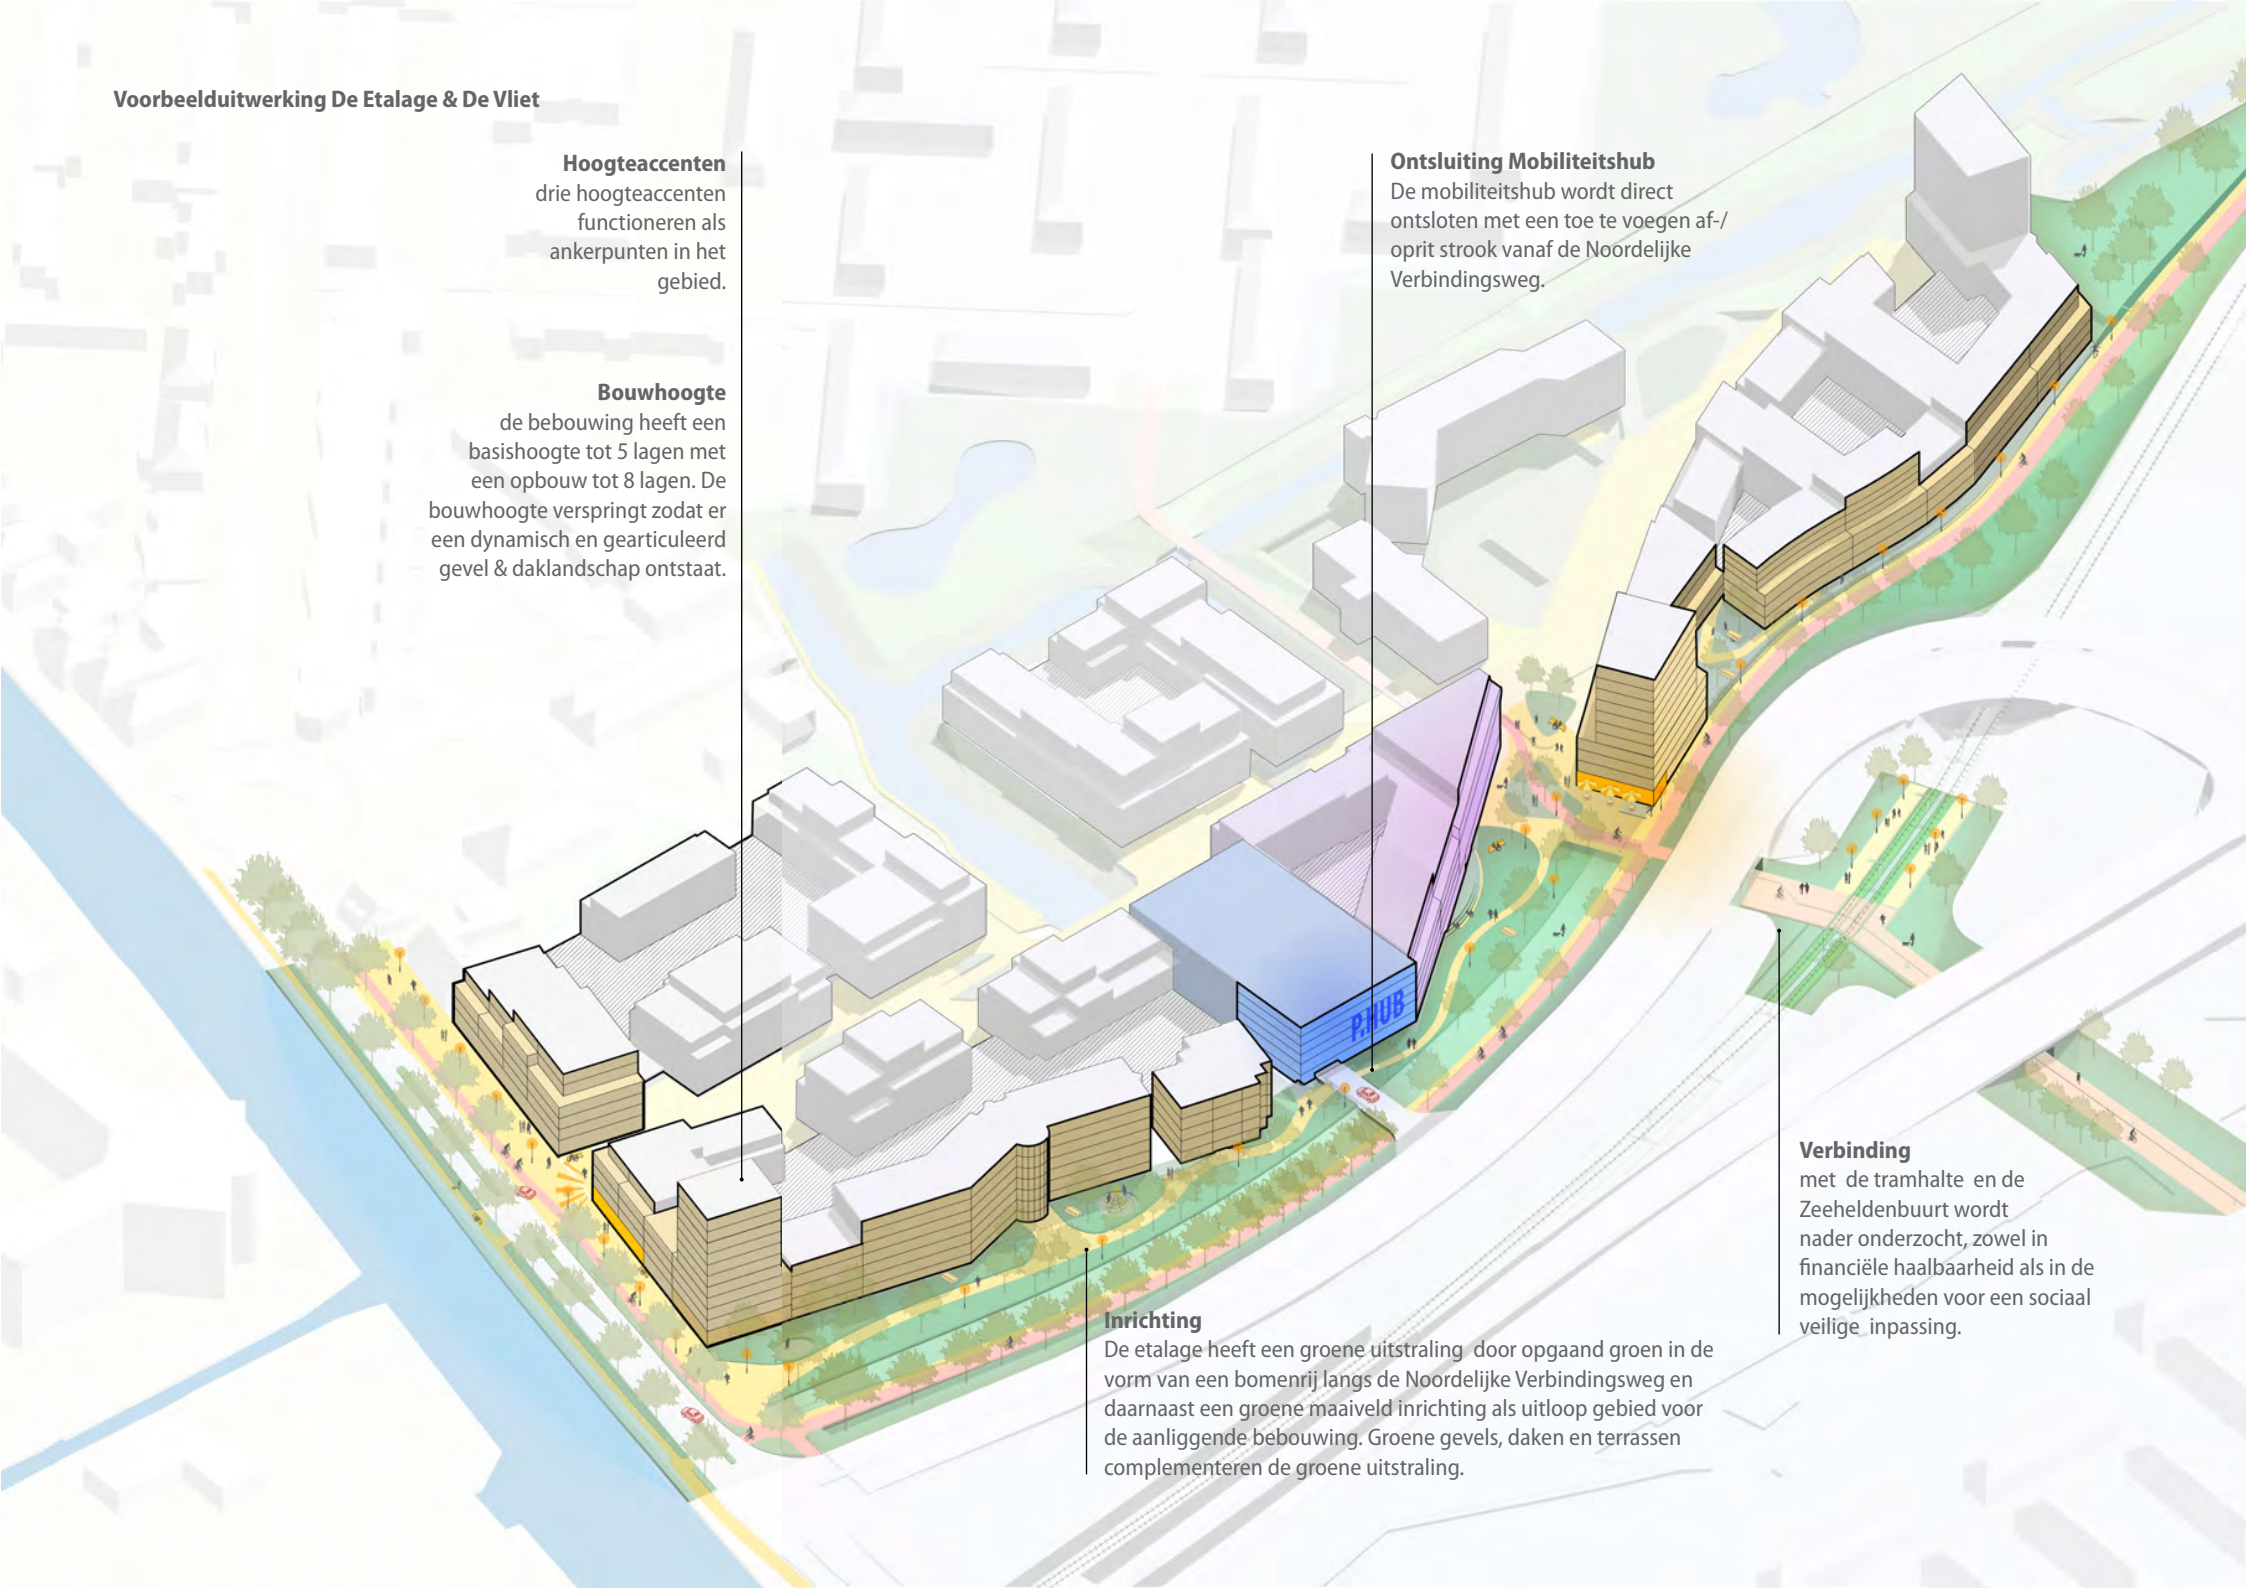 Voorbeelduitwerking De Etalage & De Vliet
Hoogteaccenten
drie hoogteaccenten
functioneren als
ankerpunten in het
gebied.
Bouwhoogte
de bebouwing heeft een
basishoogte tot 5 lagen met
een opbouw tot 8 lagen. De
bouwhoogte verspringt zodat er
een dynamisch en gearticuleerd
gevel & daklandschap ontstaat.
Ontsluiting Mobiliteitshub
De mobiliteitshub wordt direct
ontsloten met een toe te voegen af-/
oprit strook vanaf de Noordelijke
Verbindingsweg.
P.HUB
Verbinding
met de tramhalte en de
Zeeheldenbuurt wordt
nader onderzocht, zowel in
financiële haalbaarheid als in de
mogelijkheden voor een sociaal
veilige inpassing.
Inrichting
De etalage heeft een groene uitstraling door opgaand groen in de
vorm van een bomenrij langs de Noordelijke Verbindingsweg en
daarnaast een groene maaiveld inrichting als uitloop gebied voor
de aanliggende bebouwing. Groene gevels, daken en terrassen
complementeren de groene uitstraling.